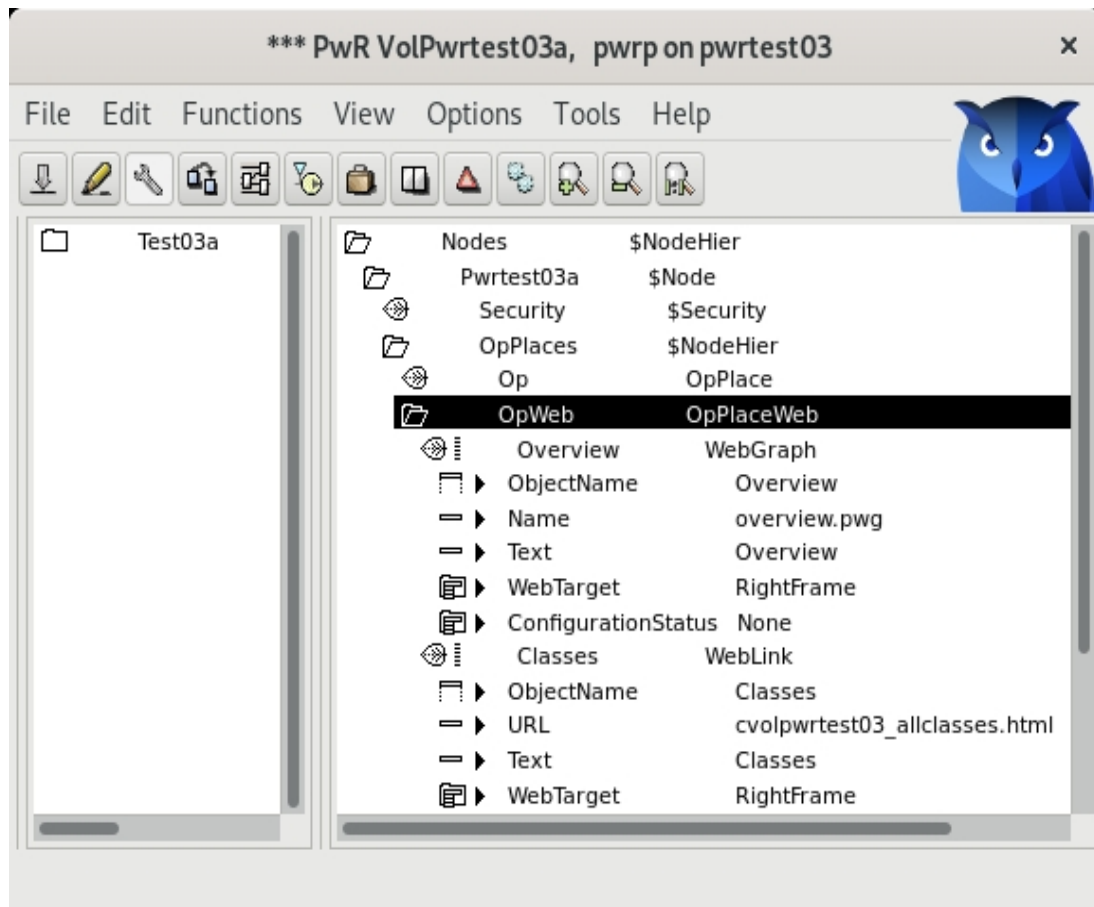 *** PwR VolPwrtest03a, pwrp on pwrtest03
File Edit Functions View Options Tools Help
Test03a
Nodes $NodeHier
Pwrtest03a $Node
Security $Security
OpPlaces $NodeHier
Op OpPlace
OpWeb OpPlaceWeb
Overview WebGraph
ObjectName Overview
Name overview.pwg
Text Overview
WebTarget RightFrame
ConfigurationStatus None
Classes WebLink
ObjectName Classes
URL cvolpwrtest03_allclasses.html
Text Classes
WebTarget RightFrame